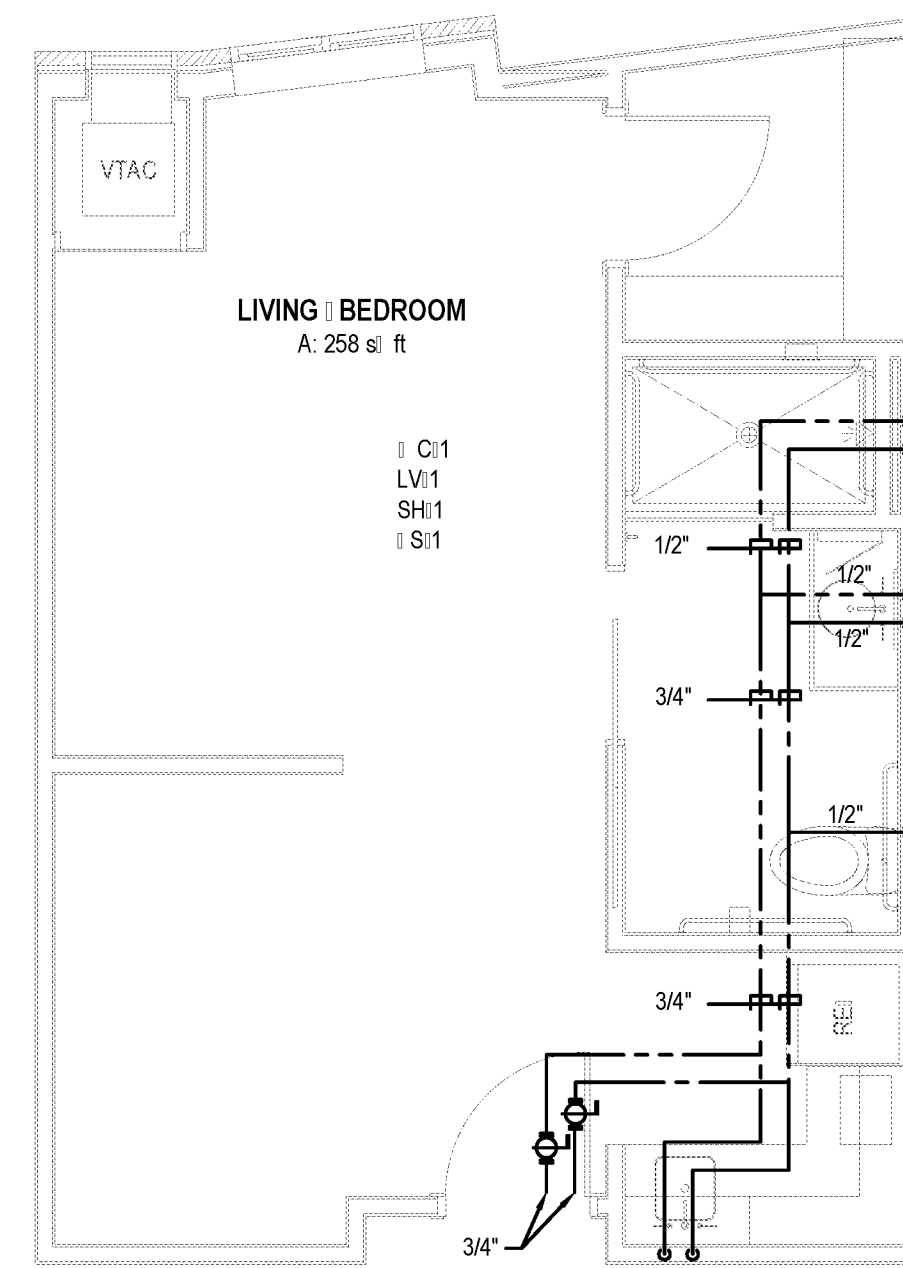 VTAC
LIVING ▯ BEDROOM
A: 258 s▯ ft
▯ C▯1
LV▯1
SH▯1
▯ S▯1
1/2"
1/2"
1/2"
3/4"
1/2"
3/4"
3/4"